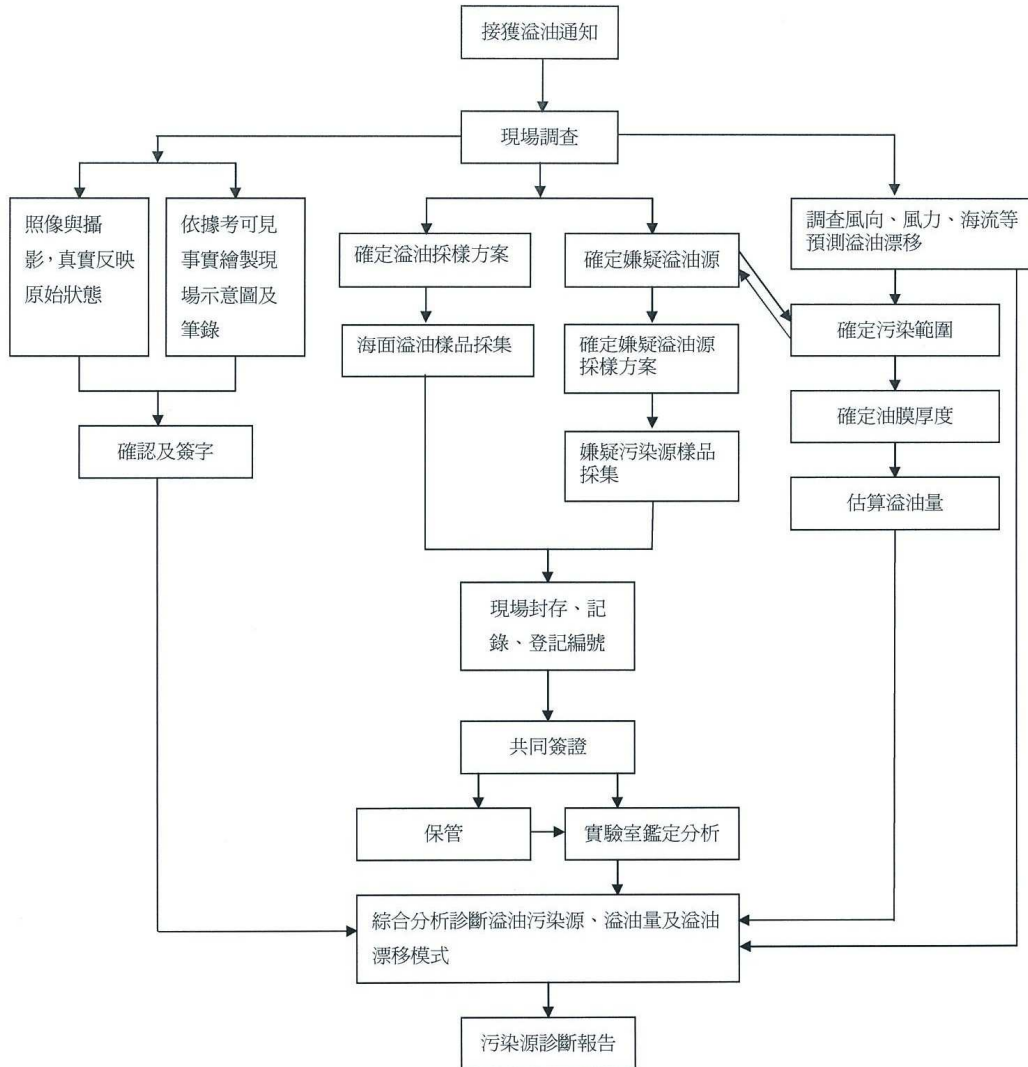 接獲溢油通知
現場調查
照像與攝
影，真實反映
原始狀態
依據考可見
事實繪製現
場示意圖及
筆錄
確認及簽字
確定溢油採樣方案
海面溢油樣品採集
確定嫌疑溢油源
確定嫌疑溢油源
採樣方案
嫌疑污染源樣品
採集
調查風向、風力、海流等
預測溢油漂移
確定污染範圍
確定油膜厚度
估算溢油量
現場封存、記
錄、登記編號
共同簽證
保管
實驗室鑑定分析
綜合分析診斷溢油污染源、溢油量及溢油
漂移模式
污染源診斷報告